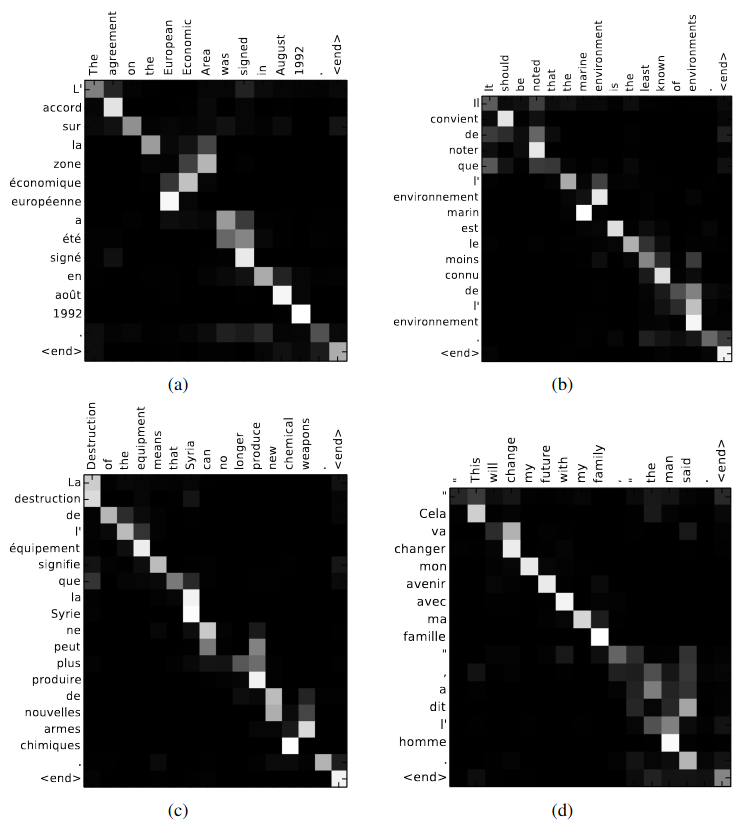 The agreement on the European Economic Area was signed in August 1992 . <end>
L'
accord
sur
la
zone
économique
européenne
a
été
signé
en
août
1992
.
<end>
(a)
It should be noted that the marine environment is the least known of environments . <end>
Il
convient
de
noter
que
l'
environnement
marin
est
le
moins
connu
de
l'
environnement
.
<end>
(b)
Destruction of the equipment means that Syria can no longer produce new chemical weapons . <end>
La
destruction
de
l'
équipement
signifie
que
la
Syrie
ne
peut
plus
produire
de
nouvelles
armes
chimiques
.
<end>
(c)
" This will change my future with my family , " the man said . <end>
"
Cela
va
changer
mon
avenir
avec
ma
famille
"
,
a
dit
l'
homme
.
<end>
(d)